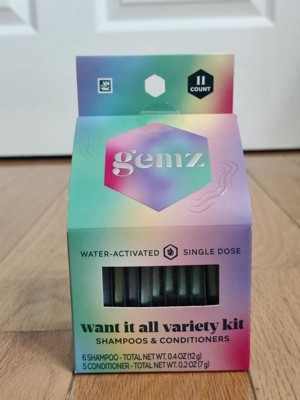 11
COUNT
gemz
WATER-ACTIVATED SINGLE DOSE
want it all variety kit
SHAMPOOS & CONDITIONERS
6 SHAMPOO - TOTAL NET WT. 0.4 OZ (12 g)
5 CONDITIONER - TOTAL NET WT. 0.2 OZ (7 g)